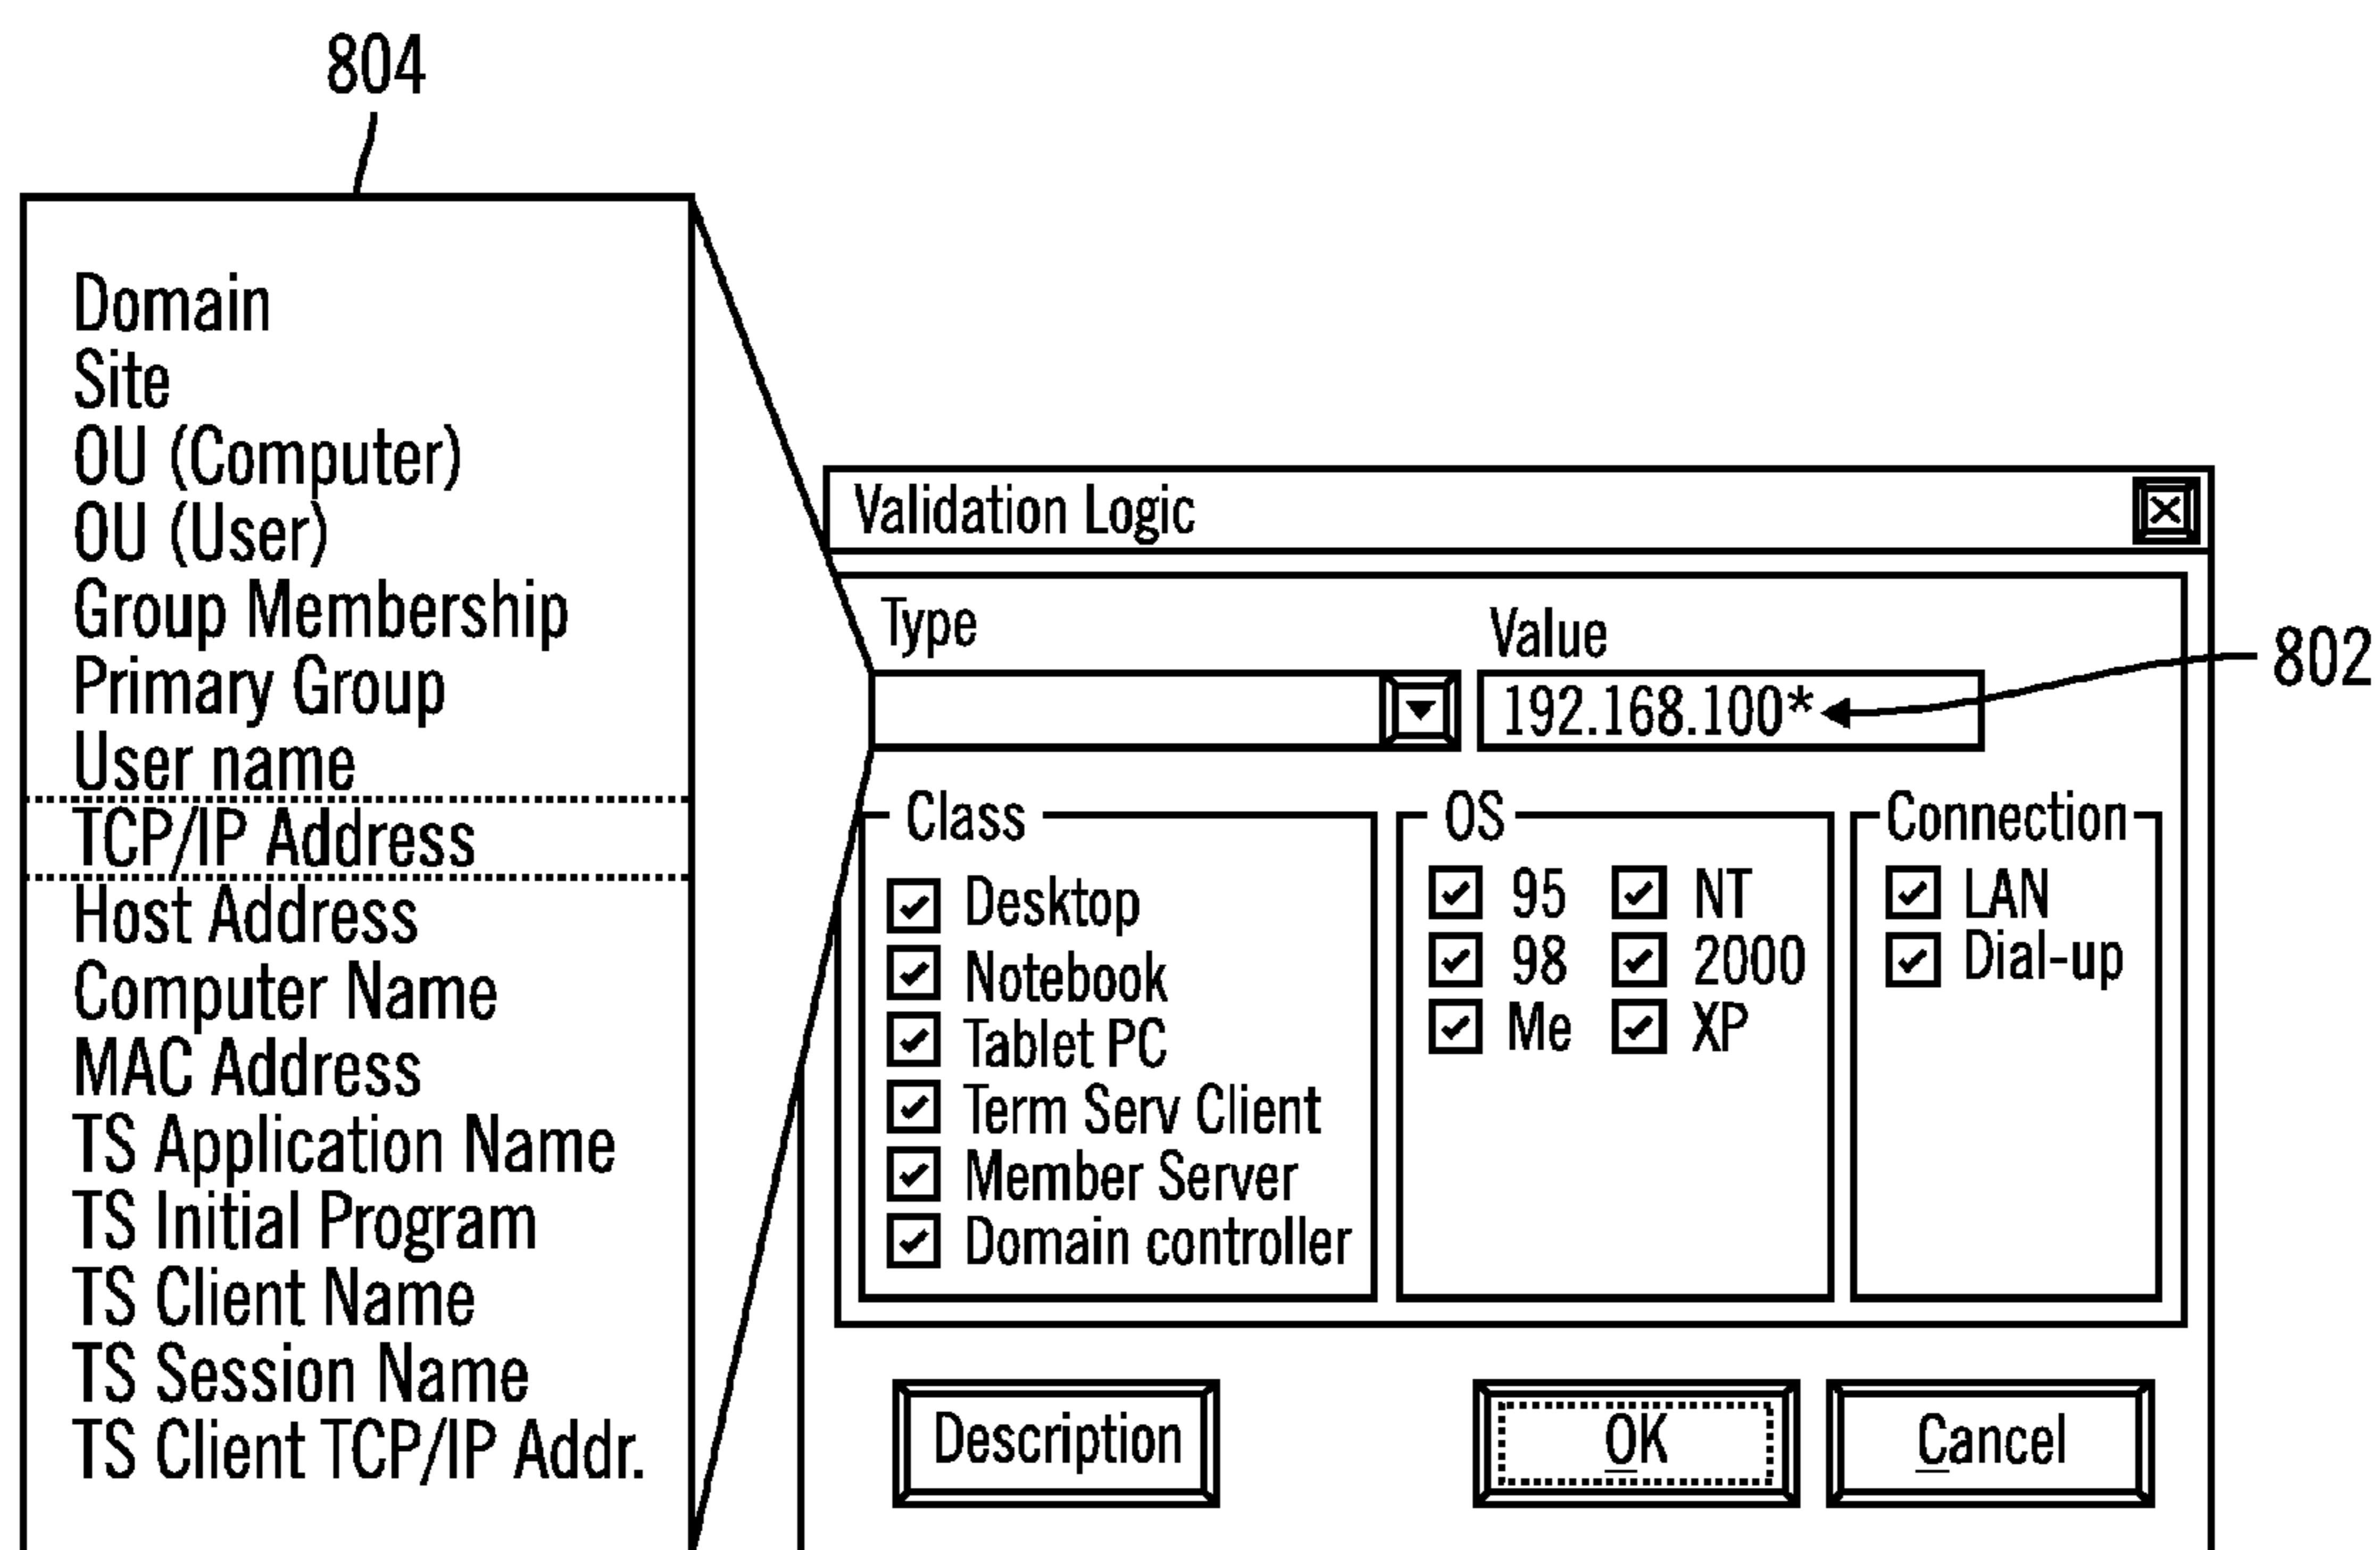 804
Domain
Site
OU (Computer)
OU (User)
Group Membership
Primary Group
User name
TCP/IP Address
Host Address
Computer Name
MAC Address
TS Application Name
TS Initial Program
TS Client Name
TS Session Name
TS Client TCP/IP Addr.
Validation Logic
Type Value
192.168.100*
802
Class
Desktop
Notebook
Tablet PC
Term Serv Client
Member Server
Domain controller
OS
95 NT
98 2000
Me XP
Connection
LAN
Dial-up
Description OK Cancel